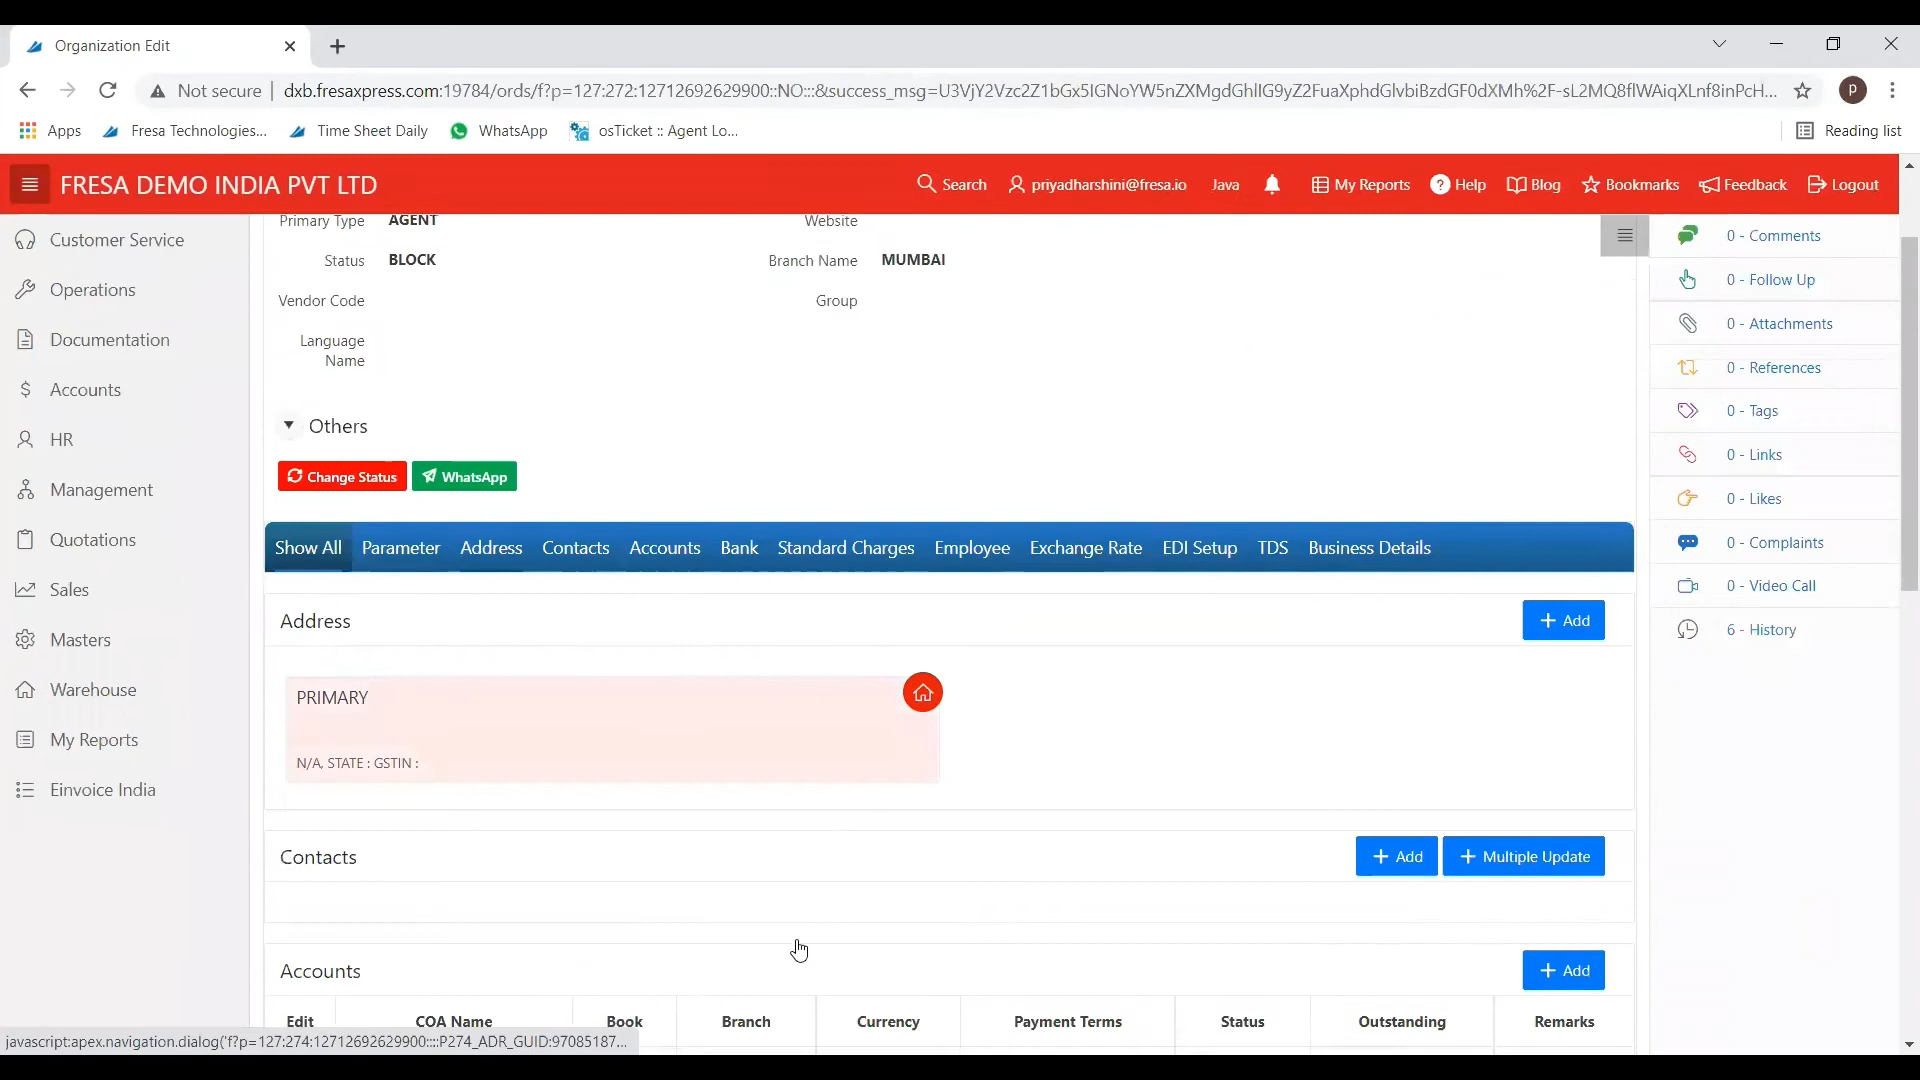 Organization Edit
Not secure | dxb.fresaxpress.com:19784/ords/f?p=127:272:12712692629900::NO:::&success_msg=U3VjY2Vzc2Z1bGx5IGNoYW5nZXMgdGhlIG9yZ2FuaXphdGlvbiBzdGF0dXMh%2F-sL2MQ8flWAiqXLnf8inPcH...
P
Apps Fresa Technologies... Time Sheet Daily WhatsApp osTicket :: Agent Lo... Reading list
FRESA DEMO INDIA PVT LTD Search priyadharshini@fresa.io Java My Reports Help Blog Bookmarks Feedback Logout
Customer Service
Operations
Documentation
Accounts
HR
Management
Quotations
Sales
Masters
Warehouse
My Reports
Einvoice India
Primary Type AGENT Website
Status BLOCK Branch Name MUMBAI
Vendor Code Group
Language
Name
Others
Change Status WhatsApp
Show All Parameter Address Contacts Accounts Bank Standard Charges Employee Exchange Rate EDI Setup TDS Business Details
Address Add
PRIMARY
N/A, STATE : GSTIN :
Contacts Add Multiple Update
Accounts Add
Edit COA Name Book Branch Currency Payment Terms Status Outstanding Remarks
0 - Comments
0 - Follow Up
0 - Attachments
0 - References
0 - Tags
0 - Links
0 - Likes
0 - Complaints
0 - Video Call
6 - History
javascript:apex.navigation.dialog('f?p=127:274:12712692629900::::P274_ADR_GUID:97085187...